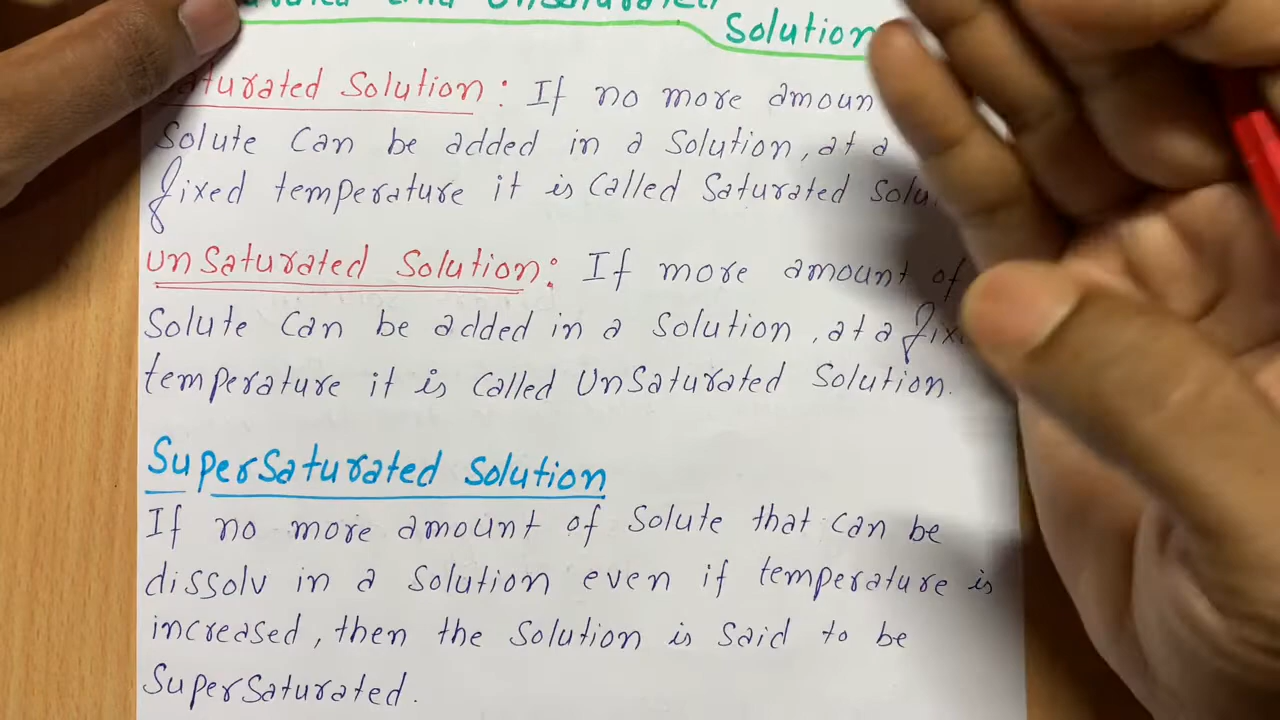 and Unsaturated
Solution
Saturated Solution: If no more amoun
Solute Can be added in a Solution, at a
fixed temperature it is Called Saturated Solu
UnSaturated Solution: If more amount of
Solute Can be added in a Solution, at a fix
temperature it is Called UnSaturated Solution.
SuperSaturated Solution
If no more amount of Solute that can be
dissolv in a Solution even if temperature is
increased, then the Solution is Said to be
SuperSaturated.